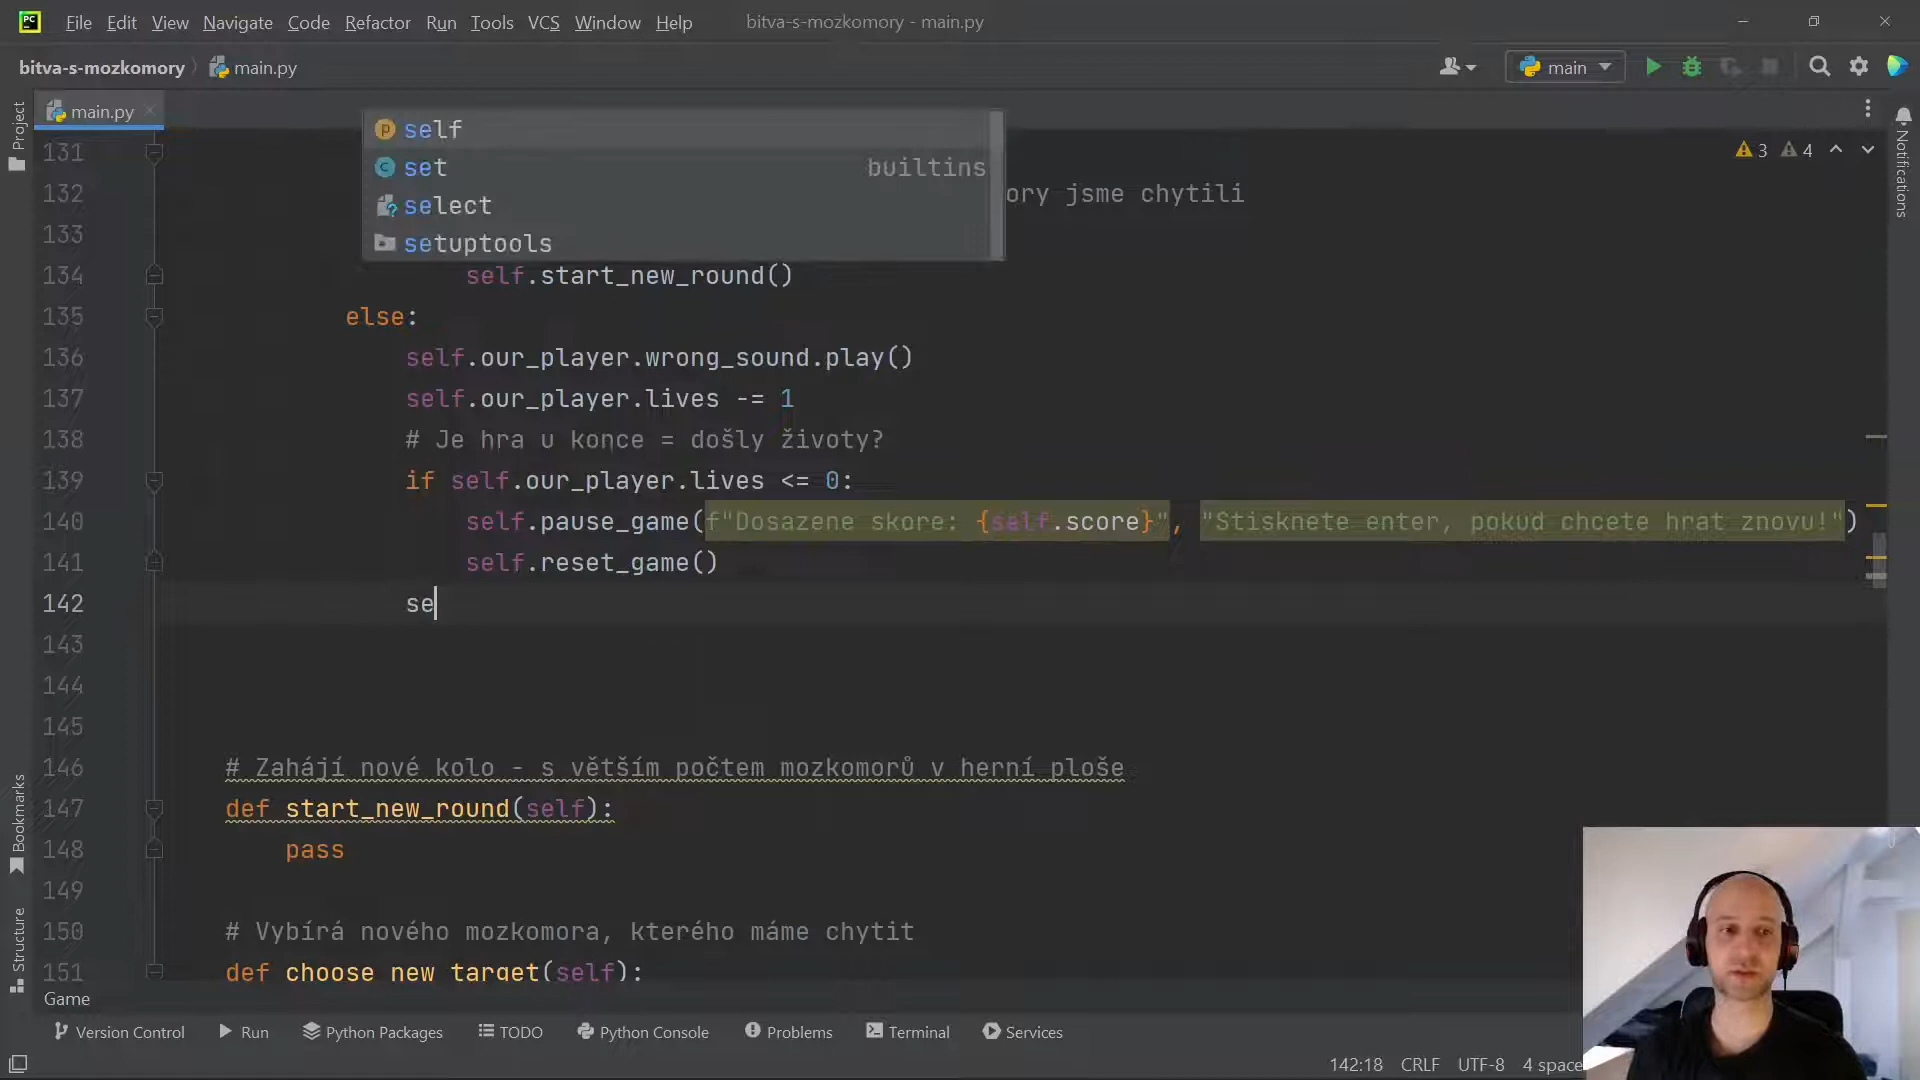 PC File Edit View Navigate Code Refactor Run Tools VCS Window Help bitva-s-mozkomory - main.py
bitva-s-mozkomory main.py main
main.py
Project
Notifications
self
set builtins
select
setuptools
3 4
131
132 ory jsme chytili
133
134 self.start_new_round()
135 else:
136 self.our_player.wrong_sound.play()
137 self.our_player.lives -= 1
138 # Je hra u konce = došly životy?
139 if self.our_player.lives <= 0:
140 self.pause_game(f"Dosazene skore: {self.score}", "Stisknete enter, pokud chcete hrat znovu!")
141 self.reset_game()
142 se
143
144
145
146 # Zahájí nové kolo - s větším počtem mozkomorů v herní ploše
147 def start_new_round(self):
148 pass
149
150 # Vybírá nového mozkomora, kterého máme chytit
151 def choose_new_target(self):
Bookmarks
Structure
Game
Version Control Run Python Packages TODO Python Console Problems Terminal Services
142:18 CRLF UTF-8 4 space